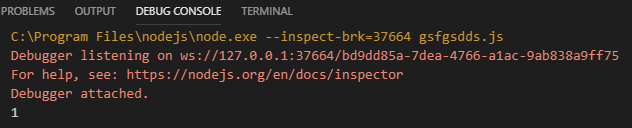 PROBLEMS OUTPUT DEBUG CONSOLE TERMINAL
C:\Program Files\nodejs\node.exe --inspect-brk=37664 gsfgsdds.js
Debugger listening on ws://127.0.0.1:37664/bd9dd85a-7dea-4766-a1ac-9ab838a9ff75
For help, see: https://nodejs.org/en/docs/inspector
Debugger attached.
1